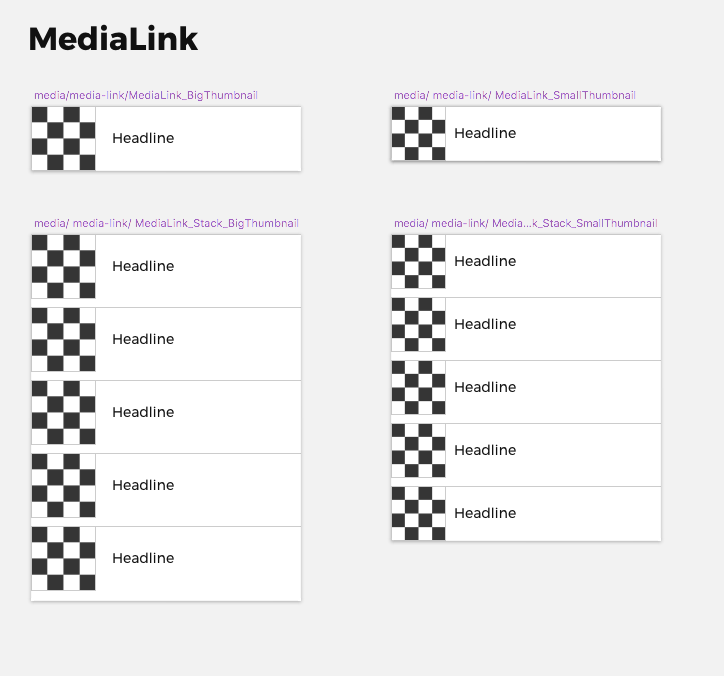 MediaLink
media/media-link/MediaLink_BigThumbnail
Headline
media/ media-link/ MediaLink_SmallThumbnail
Headline
media/ media-link/ MediaLink_Stack_BigThumbnail
Headline
Headline
Headline
Headline
Headline
media/ media-link/ Media...k_Stack_SmallThumbnail
Headline
Headline
Headline
Headline
Headline